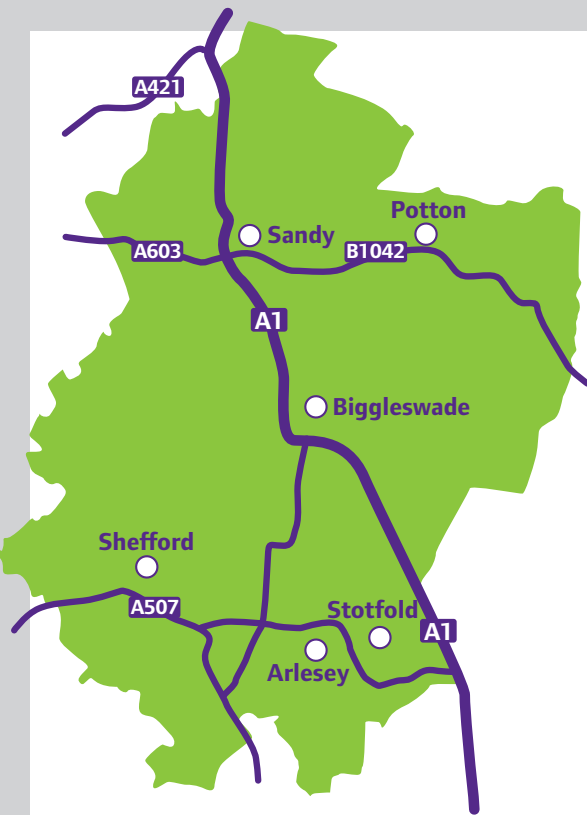 A421
Potton
Sandy
A603
B1042
A1
Biggleswade
Shefford
A507
Stotfold
A1
Arlesey